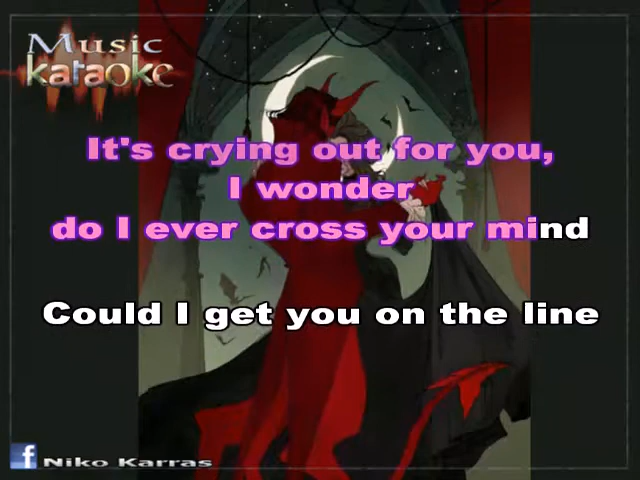 Music
karaoke
It's crying out for you,
I wonder
do I ever cross your mind
Could I get you on the line
f Niko Karras